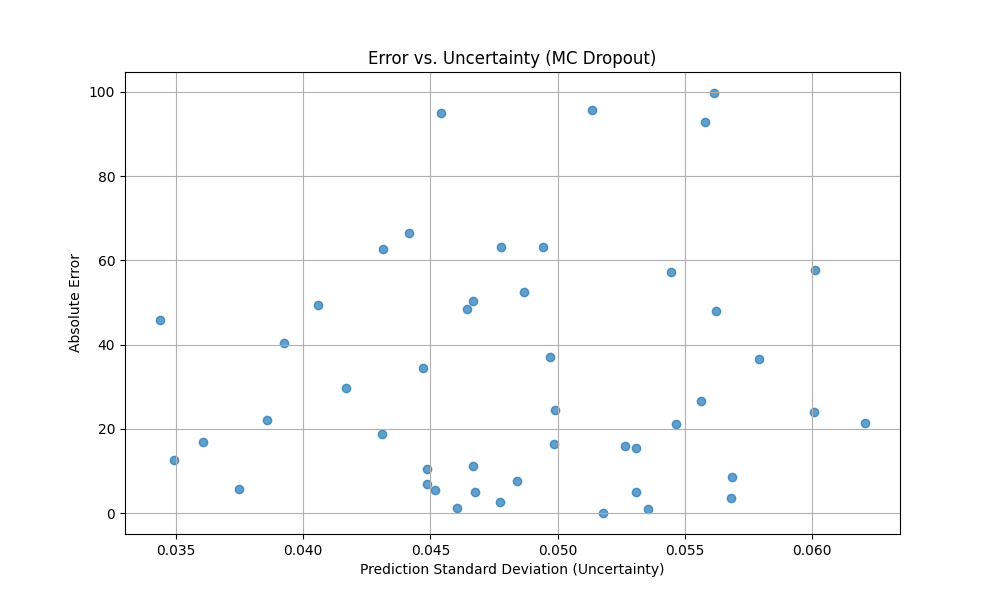 Error vs. Uncertainty (MC Dropout)
100
80
60
40
20
0
Absolute Error
0.035 0.040 0.045 0.050 0.055 0.060
Prediction Standard Deviation (Uncertainty)